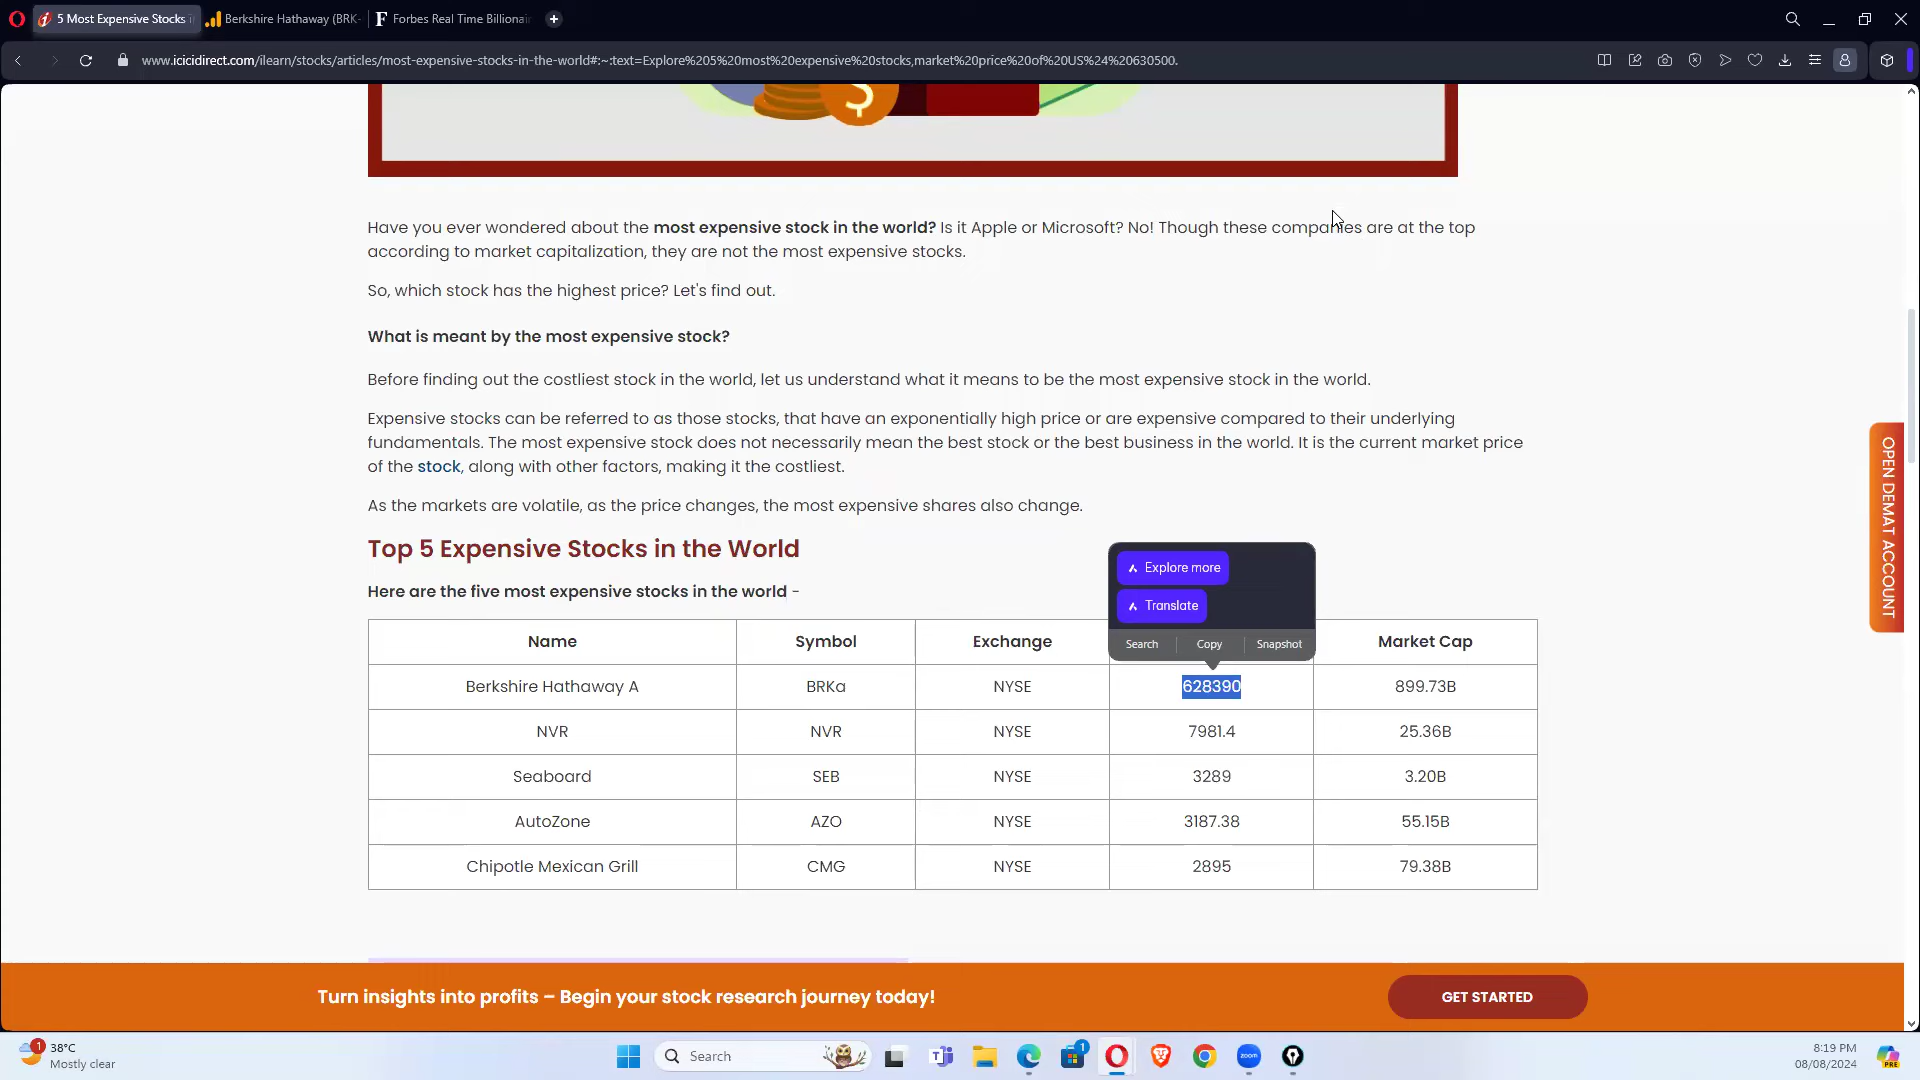 5 Most Expensive Stocks i
Berkshire Hathaway (BRK-
Forbes Real Time Billionai
www.icicidirect.com/ilearn/stocks/articles/most-expensive-stocks-in-the-world#:~:text=Explore%205%20most%20expensive%20stocks,market%20price%20of%20US%24%20630500.
$
Have you ever wondered about the most expensive stock in the world? Is it Apple or Microsoft? No! Though these companies are at the top
according to market capitalization, they are not the most expensive stocks.
So, which stock has the highest price? Let's find out.
What is meant by the most expensive stock?
Before finding out the costliest stock in the world, let us understand what it means to be the most expensive stock in the world.
Expensive stocks can be referred to as those stocks, that have an exponentially high price or are expensive compared to their underlying
fundamentals. The most expensive stock does not necessarily mean the best stock or the best business in the world. It is the current market price
of the stock, along with other factors, making it the costliest.
As the markets are volatile, as the price changes, the most expensive shares also change.
Top 5 Expensive Stocks in the World
Here are the five most expensive stocks in the world -
Explore more
Translate
Search Copy Snapshot
Name Symbol Exchange Market Cap
Berkshire Hathaway A BRKa NYSE 628390 899.73B
NVR NVR NYSE 7981.4 25.36B
Seaboard SEB NYSE 3289 3.20B
AutoZone AZO NYSE 3187.38 55.15B
Chipotle Mexican Grill CMG NYSE 2895 79.38B
OPEN DEMAT ACCOUNT
Turn insights into profits – Begin your stock research journey today!
GET STARTED
1
38°C
Mostly clear
Search
1
zoom
PRE
8:19 PM
08/08/2024